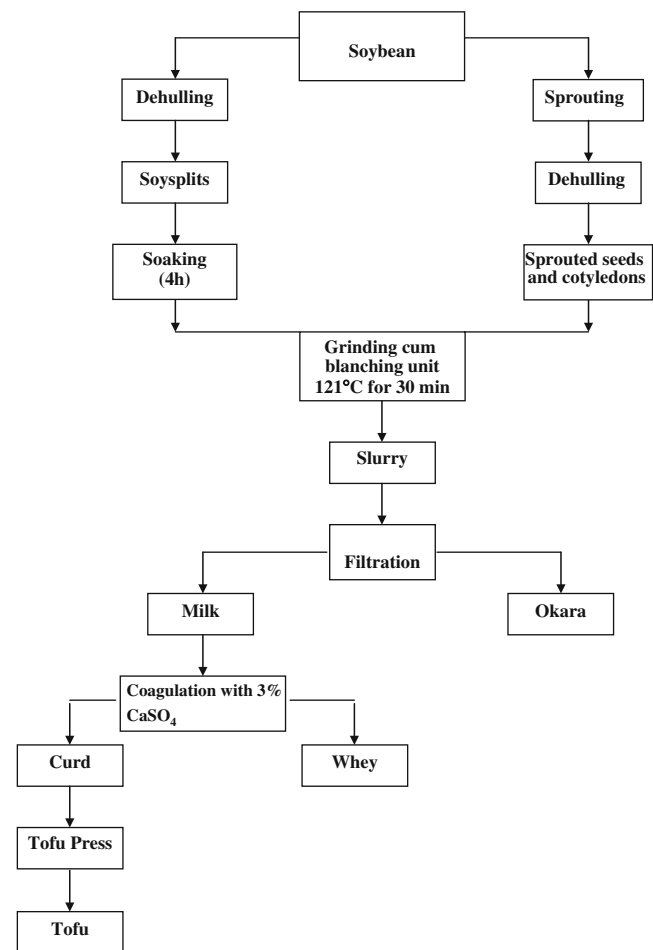 Soybean
Dehulling
Sprouting
Soysplits
Dehulling
Soaking
(4h)
Sprouted seeds
and cotyledons
Grinding cum
blanching unit
121°C for 30 min
Slurry
Filtration
Milk
Okara
Coagulation with 3%
CaSO₄
Curd
Whey
Tofu Press
Tofu